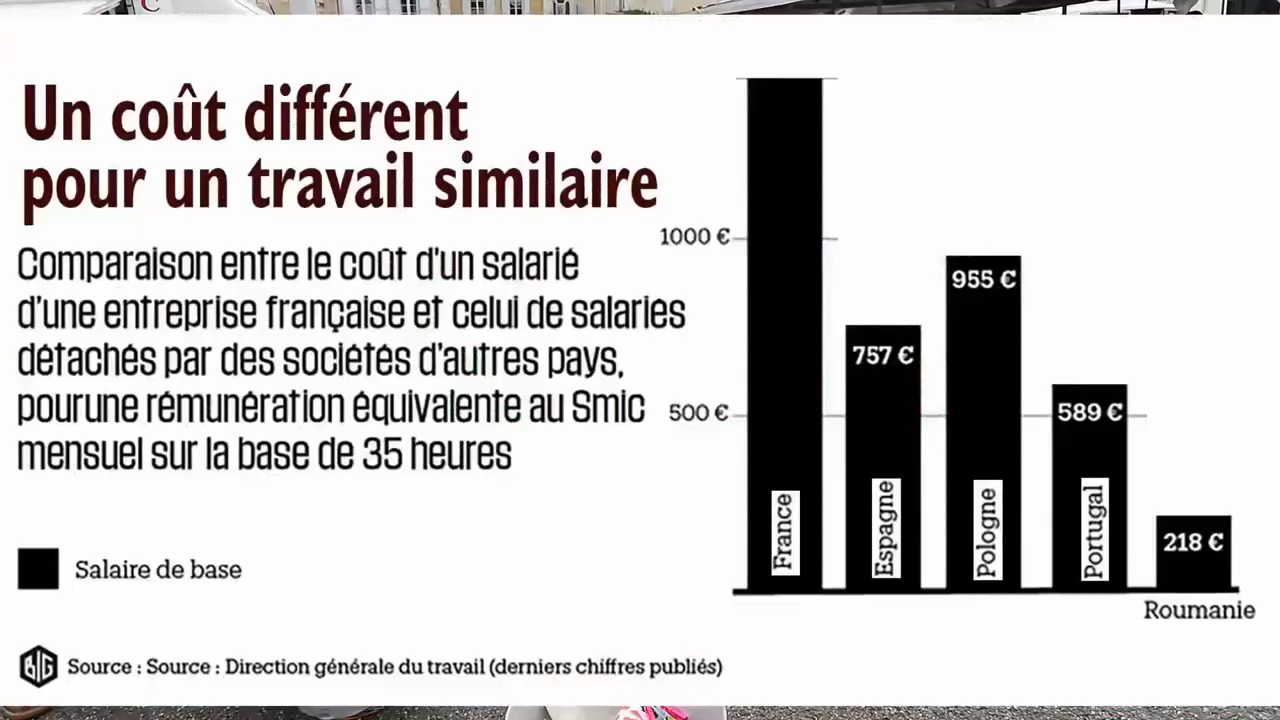 C
Un coût différent
pour un travail similaire
Comparaison entre le coût d'un salarié
d'une entreprise française et celui de salariés
détachés par des sociétés d'autres pays,
pourune rémunération équivalente au Smic
mensuel sur la base de 35 heures
Salaire de base
1000 €
500 €
France
757 €
Espagne
955 €
Pologne
589 €
Portugal
218 €
Roumanie
BIG
Source : Source : Direction générale du travail (derniers chiffres publiés)